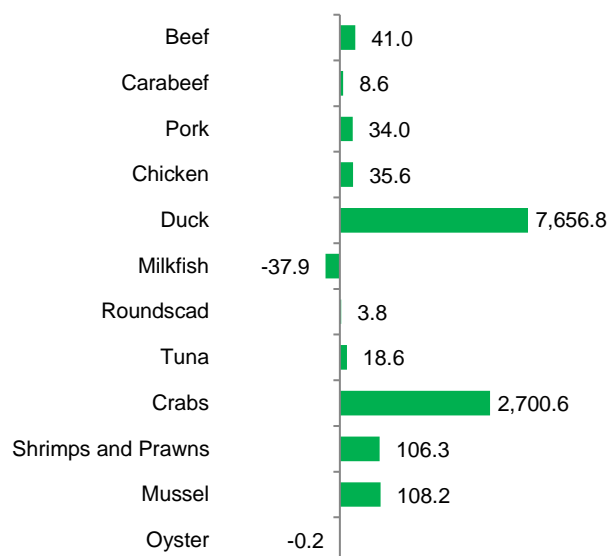 Beef 41.0
Carabeef 8.6
Pork 34.0
Chicken 35.6
Duck 7,656.8
Milkfish -37.9
Roundscad 3.8
Tuna 18.6
Crabs 2,700.6
Shrimps and Prawns 106.3
Mussel 108.2
Oyster -0.2